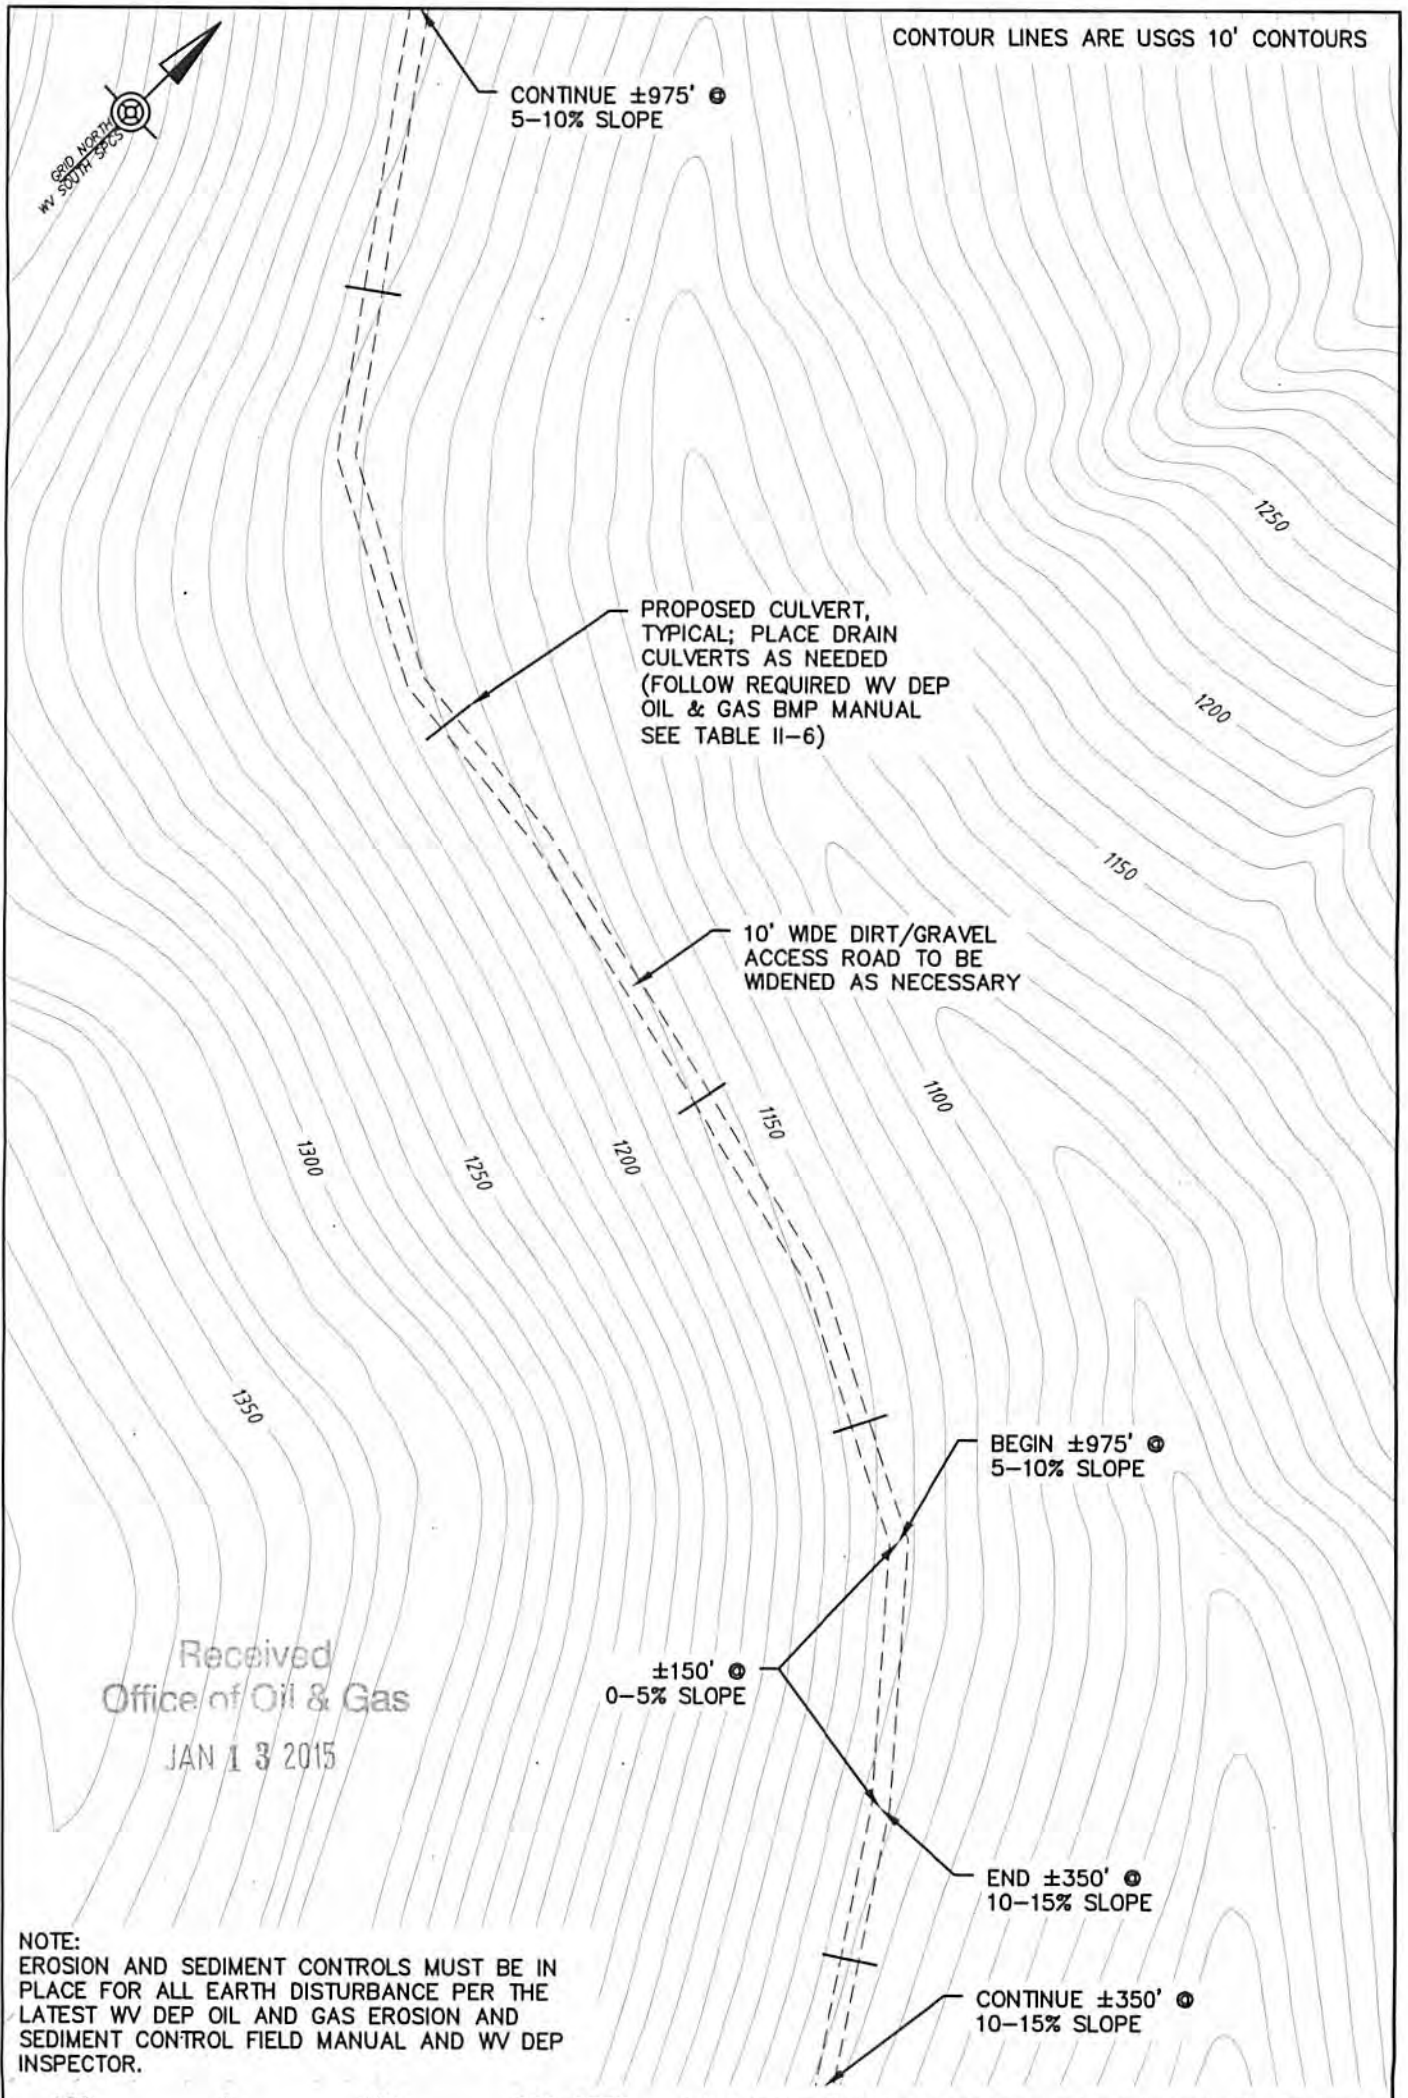 CONTOUR LINES ARE USGS 10' CONTOURS
CONTINUE ±975' @
5-10% SLOPE
GRID NORTH
WV SOUTH SPCS
1250
PROPOSED CULVERT,
TYPICAL; PLACE DRAIN
CULVERTS AS NEEDED
(FOLLOW REQUIRED WV DEP
OIL & GAS BMP MANUAL
SEE TABLE II-6)
1200
1150
10' WIDE DIRT/GRAVEL
ACCESS ROAD TO BE
WIDENED AS NECESSARY
1100
1150
1200
1250
1300
1350
BEGIN ±975' @
5-10% SLOPE
±150' @
0-5% SLOPE
Received
Office of Oil & Gas
JAN 13 2015
END ±350' @
10-15% SLOPE
CONTINUE ±350' @
10-15% SLOPE
NOTE:
EROSION AND SEDIMENT CONTROLS MUST BE IN
PLACE FOR ALL EARTH DISTURBANCE PER THE
LATEST WV DEP OIL AND GAS EROSION AND
SEDIMENT CONTROL FIELD MANUAL AND WV DEP
INSPECTOR.